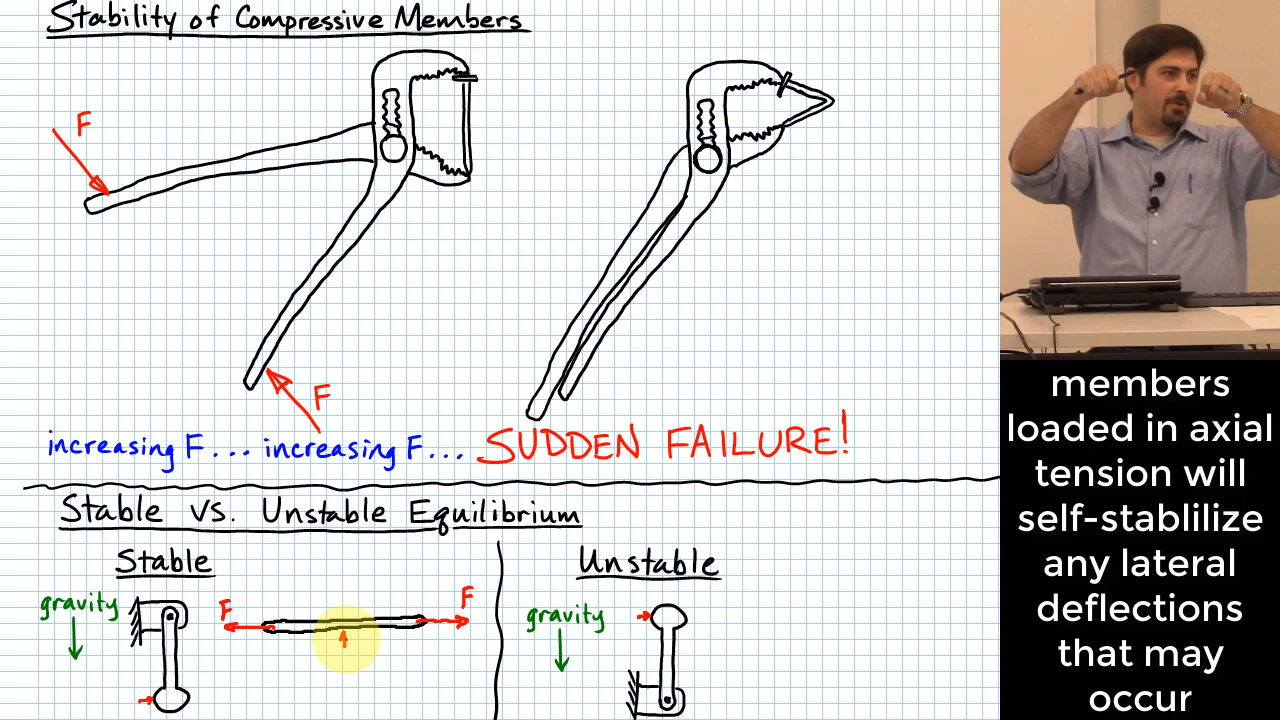 Stability of Compressive Members
F
F
increasing F... increasing F... SUDDEN FAILURE!
Stable vs. Unstable Equilibrium
Stable
Unstable
gravity
F
F
gravity
members
loaded in axial
tension will
self-stablilize
any lateral
deflections
that may
occur